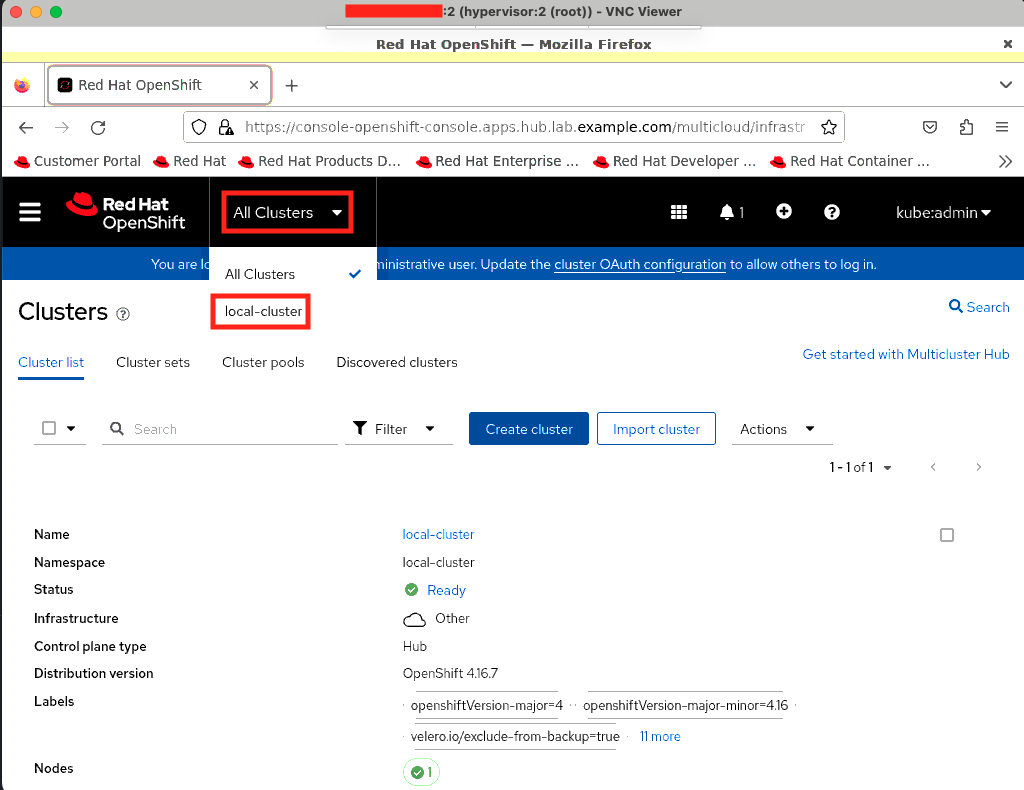 :2 (hypervisor:2 (root)) - VNC Viewer
Red Hat OpenShift — Mozilla Firefox
Red Hat OpenShift
https://console-openshift-console.apps.hub.lab.example.com/multicloud/infrastr
Customer Portal Red Hat Red Hat Products D... Red Hat Enterprise ... Red Hat Developer ... Red Hat Container ...
Red Hat
OpenShift
All Clusters
1
kube:admin
You are lo ministrative user. Update the cluster OAuth configuration to allow others to log in.
All Clusters
local-cluster
Clusters
Search
Cluster list Cluster sets Cluster pools Discovered clusters
Get started with Multicluster Hub
Search Filter Create cluster Import cluster Actions
1 - 1 of 1
Name local-cluster
Namespace local-cluster
Status Ready
Infrastructure Other
Control plane type Hub
Distribution version OpenShift 4.16.7
Labels openshiftVersion-major=4 openshiftVersion-major-minor=4.16
velero.io/exclude-from-backup=true 11 more
Nodes 1